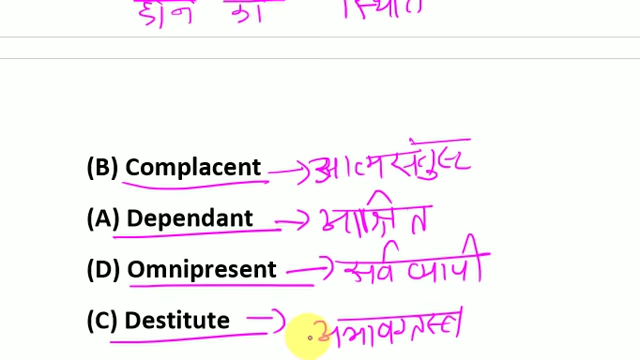 होने की स्थिति
(B) Complacent → आत्मसंतुष्ट
(A) Dependant → आश्रित
(D) Omnipresent → सर्वव्यापी
(C) Destitute → अभावग्रस्त